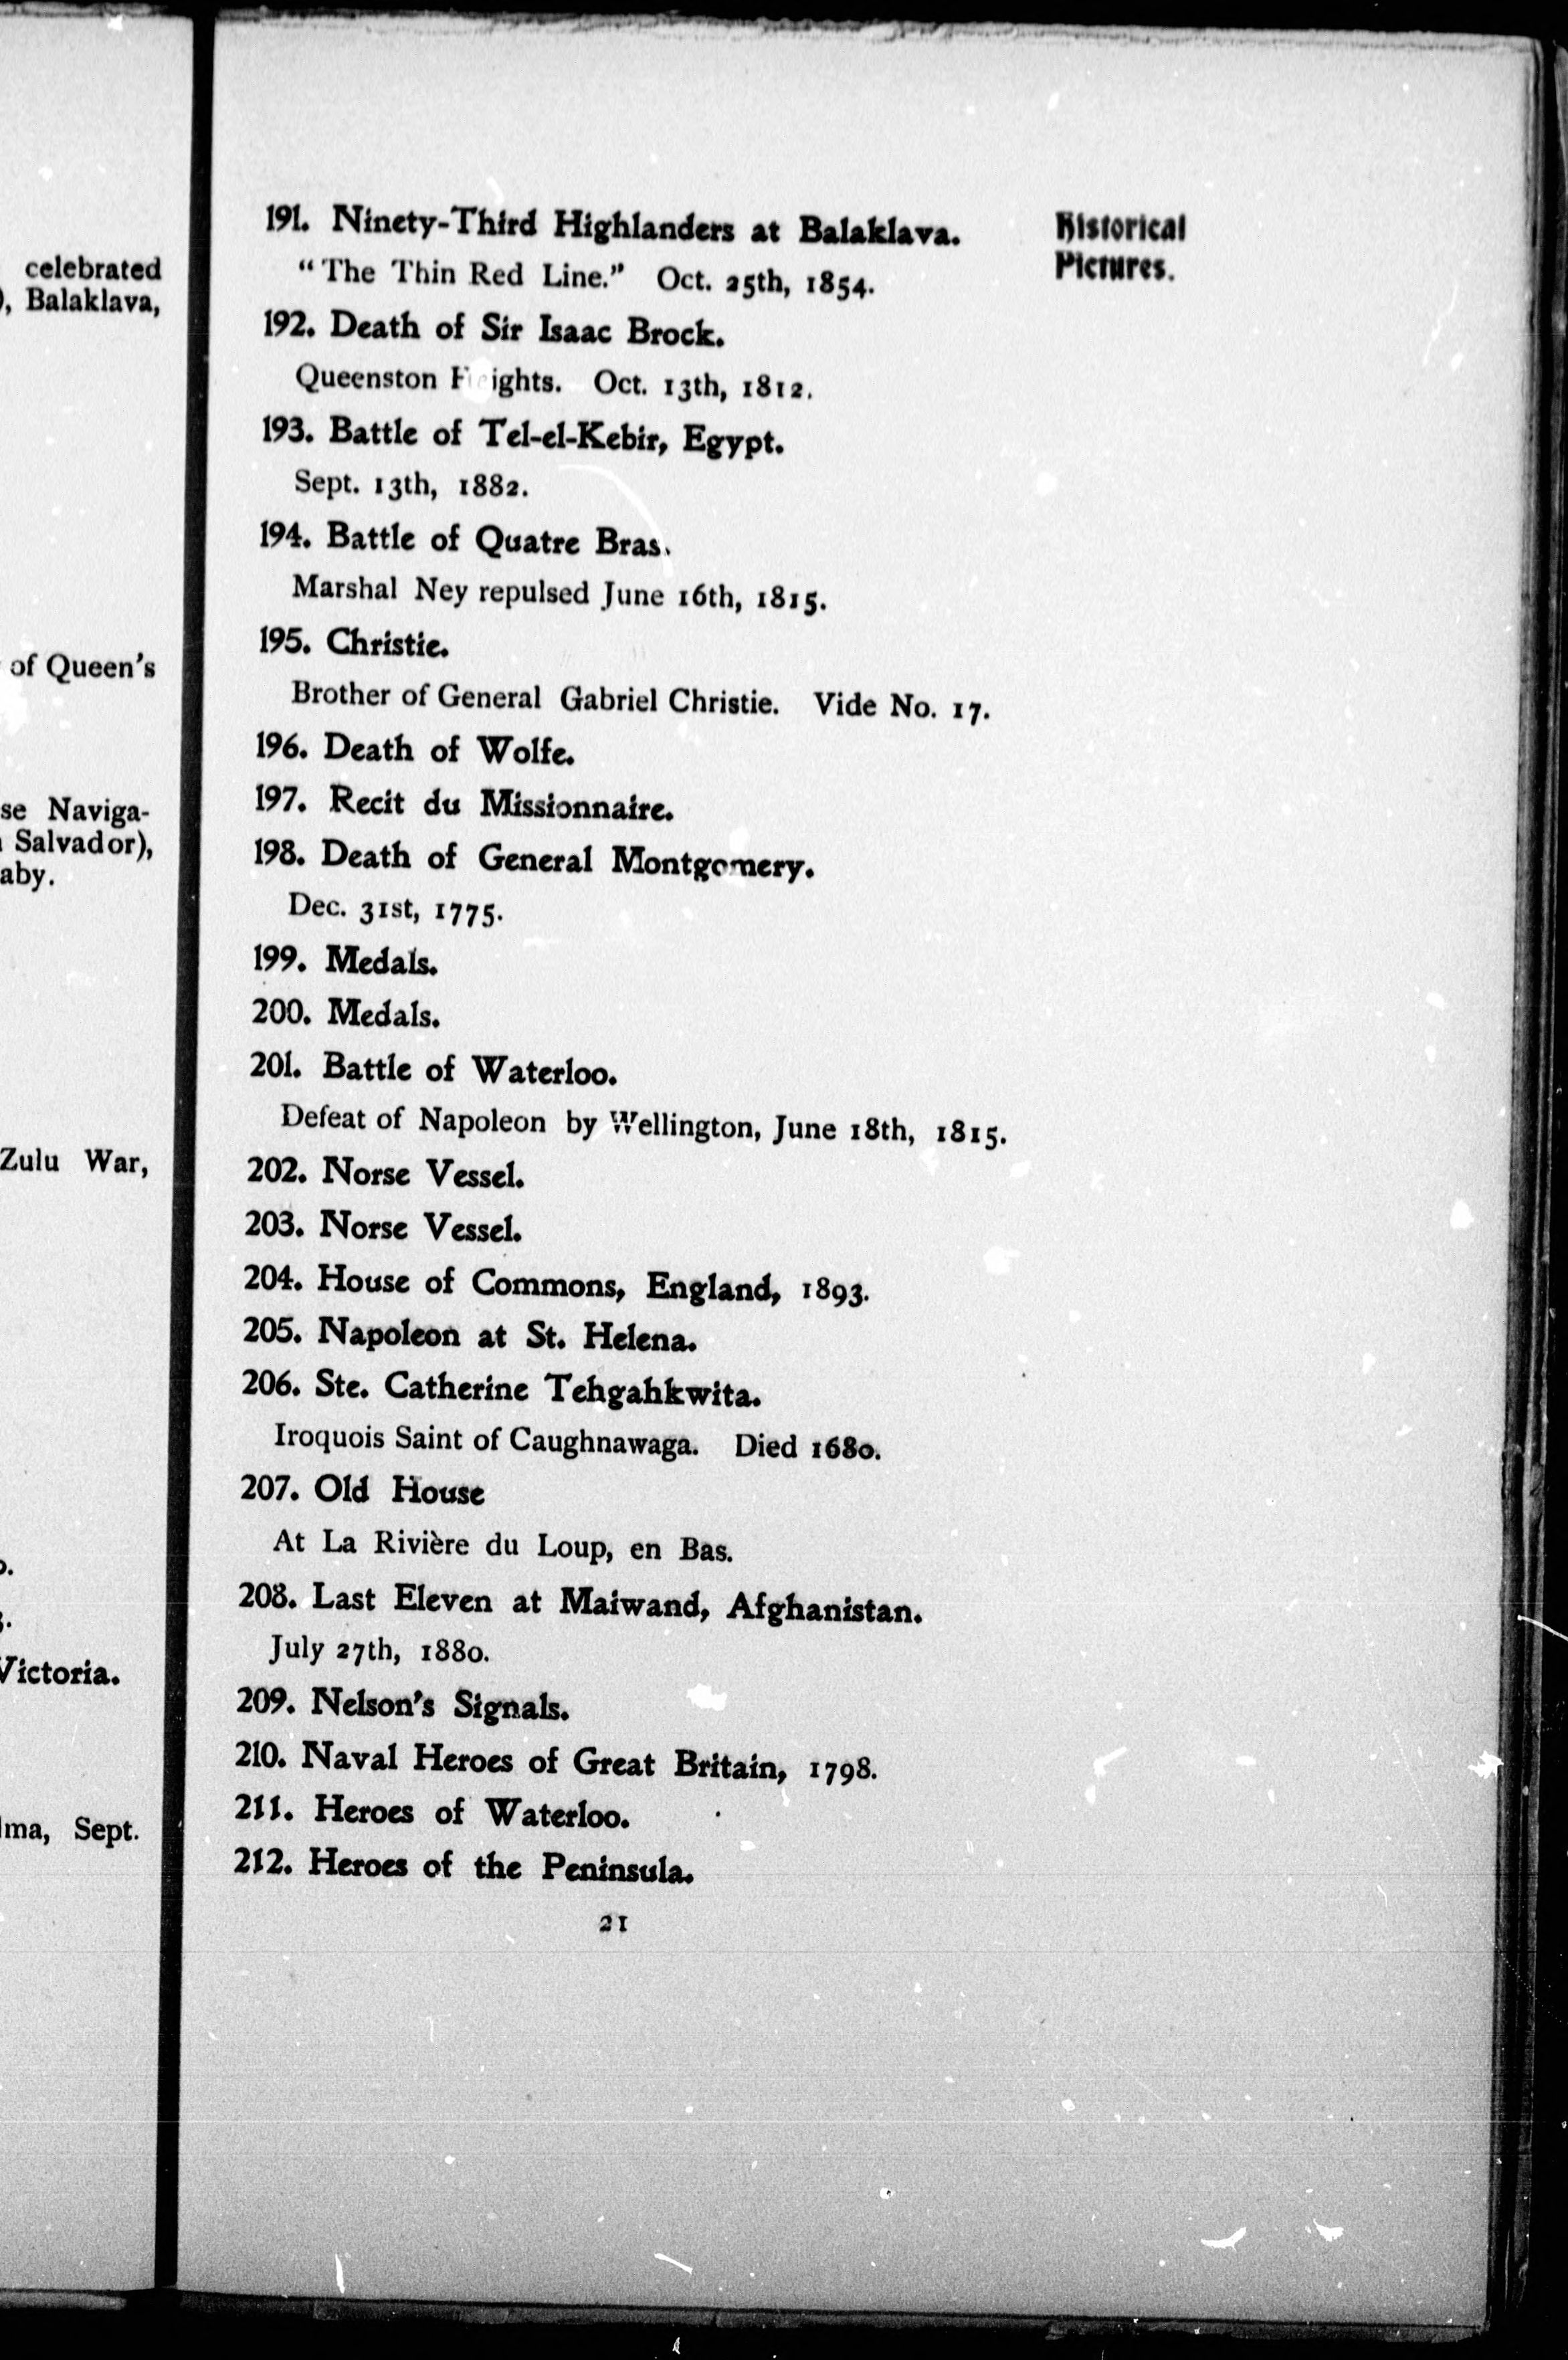 celebrated
), Balaklava,
of Queen's
se Naviga-
Salvador),
aby.
Zulu War,
Victoria.
lma, Sept.
Historical
Pictures.
191. Ninety-Third Highlanders at Balaklava.
"The Thin Red Line." Oct. 25th, 1854.
192. Death of Sir Isaac Brock.
Queenston Heights. Oct. 13th, 1812.
193. Battle of Tel-el-Kebir, Egypt.
Sept. 13th, 1882.
194. Battle of Quatre Bras.
Marshal Ney repulsed June 16th, 1815.
195. Christie.
Brother of General Gabriel Christie. Vide No. 17.
196. Death of Wolfe.
197. Recit du Missionnaire.
198. Death of General Montgomery.
Dec. 31st, 1775.
199. Medals.
200. Medals.
201. Battle of Waterloo.
Defeat of Napoleon by Wellington, June 18th, 1815.
202. Norse Vessel.
203. Norse Vessel.
204. House of Commons, England, 1893.
205. Napoleon at St. Helena.
206. Ste. Catherine Tehgahkwita.
Iroquois Saint of Caughnawaga. Died 1680.
207. Old House
At La Rivière du Loup, en Bas.
208. Last Eleven at Maiwand, Afghanistan.
July 27th, 1880.
209. Nelson's Signals.
210. Naval Heroes of Great Britain, 1798.
211. Heroes of Waterloo.
212. Heroes of the Peninsula.
21